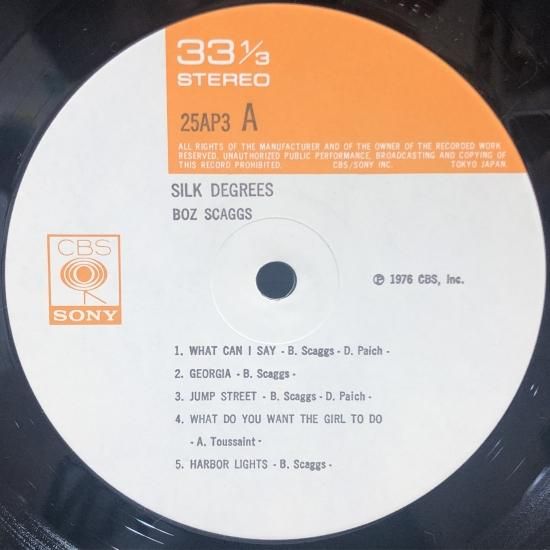 33 1/3
STEREO
25AP3 A
ALL RIGHTS OF THE MANUFACTURER AND OF THE OWNER OF THE RECORDED WORK
RESERVED. UNAUTHORIZED PUBLIC PERFORMANCE, BROADCASTING AND COPYING OF
THIS RECORD PROHIBITED. CBS/SONY INC. TOKYO JAPAN.
SILK DEGREES
BOZ SCAGGS
CBS
SONY
℗ 1976 CBS, Inc.
1. WHAT CAN I SAY - B. Scaggs - D. Paich -
2. GEORGIA - B. Scaggs -
3. JUMP STREET - B. Scaggs - D. Paich -
4. WHAT DO YOU WANT THE GIRL TO DO
- A. Toussaint -
5. HARBOR LIGHTS - B. Scaggs -